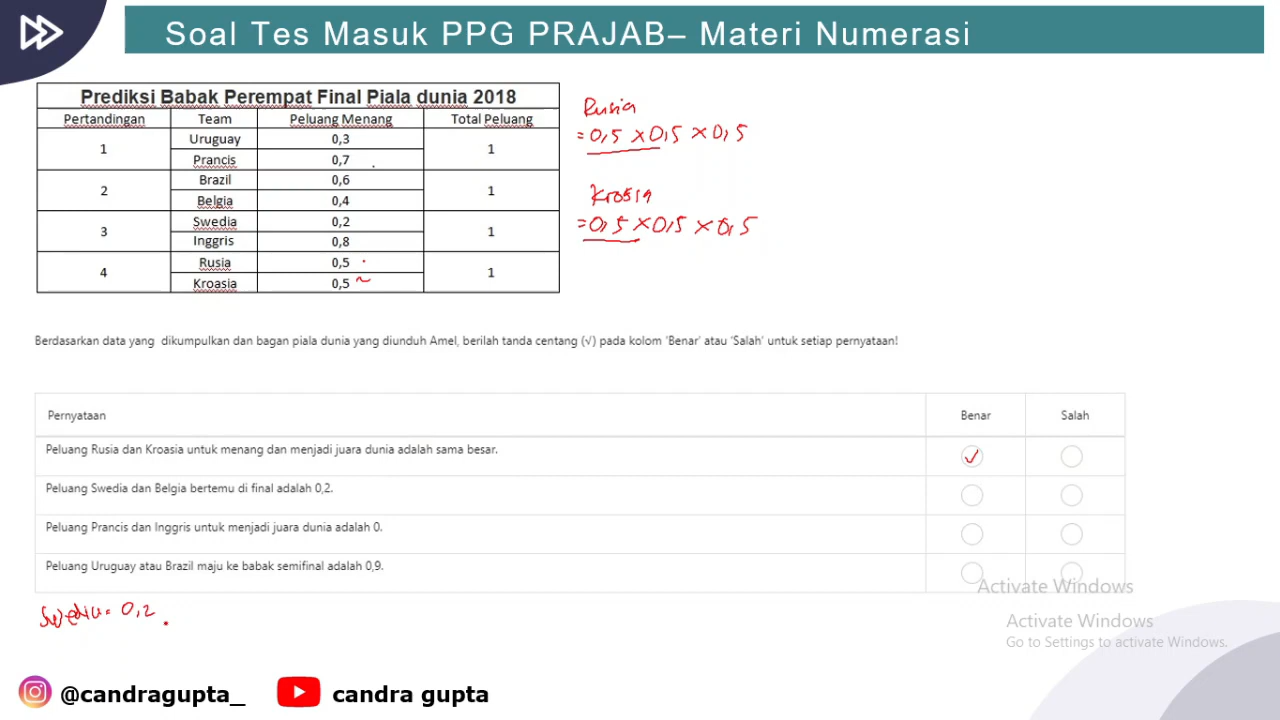 Soal Tes Masuk PPG PRAJAB– Materi Numerasi
Prediksi Babak Perempat Final Piala dunia 2018
Pertandingan Team Peluang Menang Total Peluang
1 Uruguay 0,3 1
Prancis 0,7
2 Brazil 0,6 1
Belgia 0,4
3 Swedia 0,2 1
Inggris 0,8
4 Rusia 0,5 1
Kroasia 0,5
Rusia
= 0,5 × 0,5 × 0,5
Kroasia
= 0,5 × 0,5 × 0,5
Berdasarkan data yang dikumpulkan dan bagan piala dunia yang diunduh Amel, berilah tanda centang (√) pada kolom 'Benar' atau 'Salah' untuk setiap pernyataan!
Pernyataan Benar Salah
Peluang Rusia dan Kroasia untuk menang dan menjadi juara dunia adalah sama besar. ✓
Peluang Swedia dan Belgia bertemu di final adalah 0,2.
Peluang Prancis dan Inggris untuk menjadi juara dunia adalah 0.
Peluang Uruguay atau Brazil maju ke babak semifinal adalah 0,9.
Swedia = 0,2
Activate Windows
Activate Windows
Go to Settings to activate Windows.
@candragupta_ candra gupta